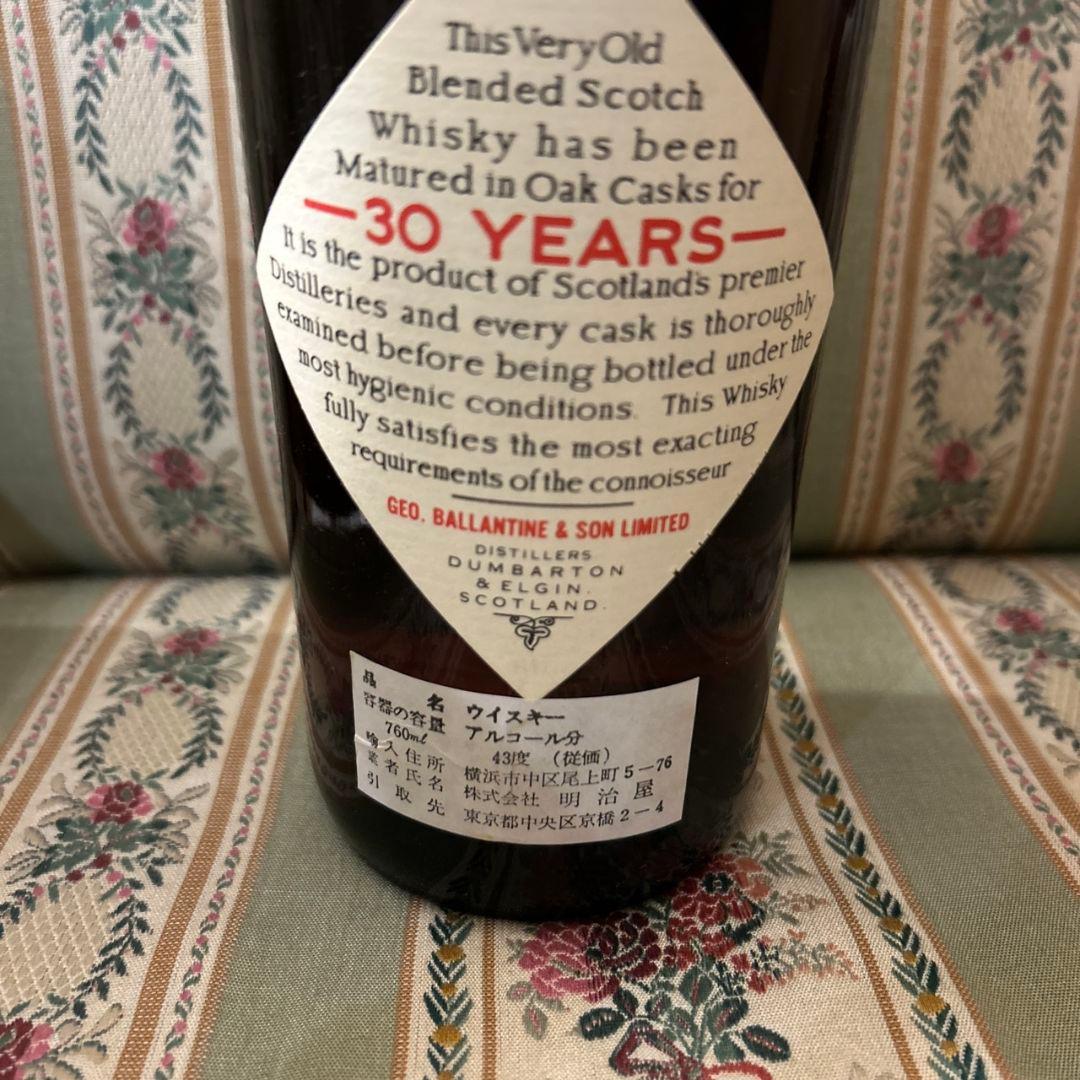 This Very Old
Blended Scotch
Whisky has been
Matured in Oak Casks for
—30 YEARS—
It is the product of Scotland's premier
Distilleries and every cask is thoroughly
examined before being bottled under the
most hygienic conditions. This Whisky
fully satisfies the most exacting
requirements of the connoisseur
GEO. BALLANTINE & SON LIMITED
DISTILLERS
DUMBARTON
& ELGIN.
SCOTLAND.
品名 ウイスキー
容器の容量 アルコール分
760ml 43度 (従価)
輸入住所 横浜市中区尾上町5-76
業者氏名 株式会社 明治屋
引取先 東京都中央区京橋2-4